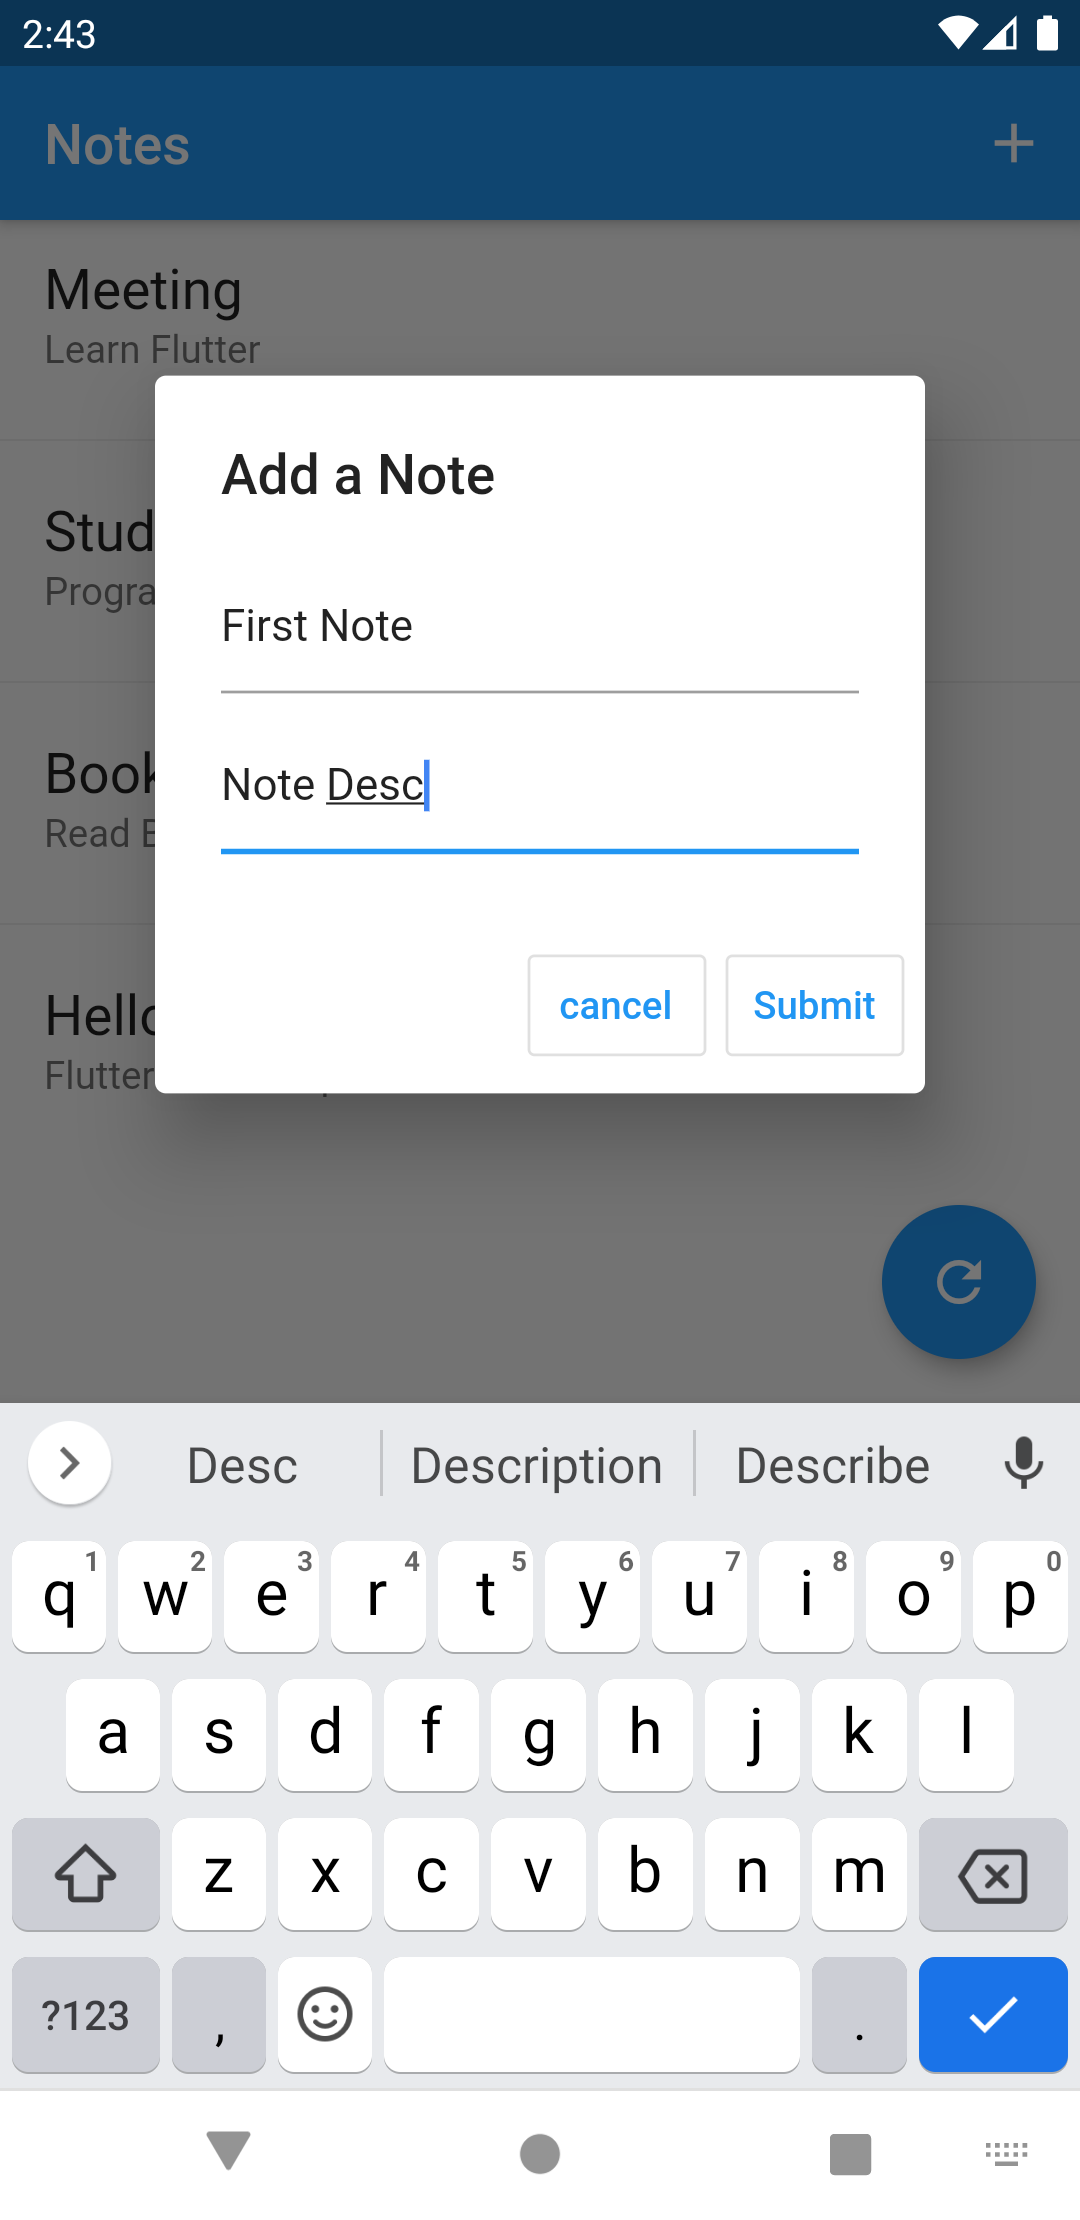 2:43
Notes
Meeting
Learn Flutter
Add a Note
Stud
Progra
First Note
Book
Read
Note Desc
Hello
Flutter
cancel Submit
Desc Description Describe
q 1 w 2 e 3 r 4 t 5 y 6 u 7 i 8 o 9 p 0
a s d f g h j k l
z x c v b n m
?123 , .